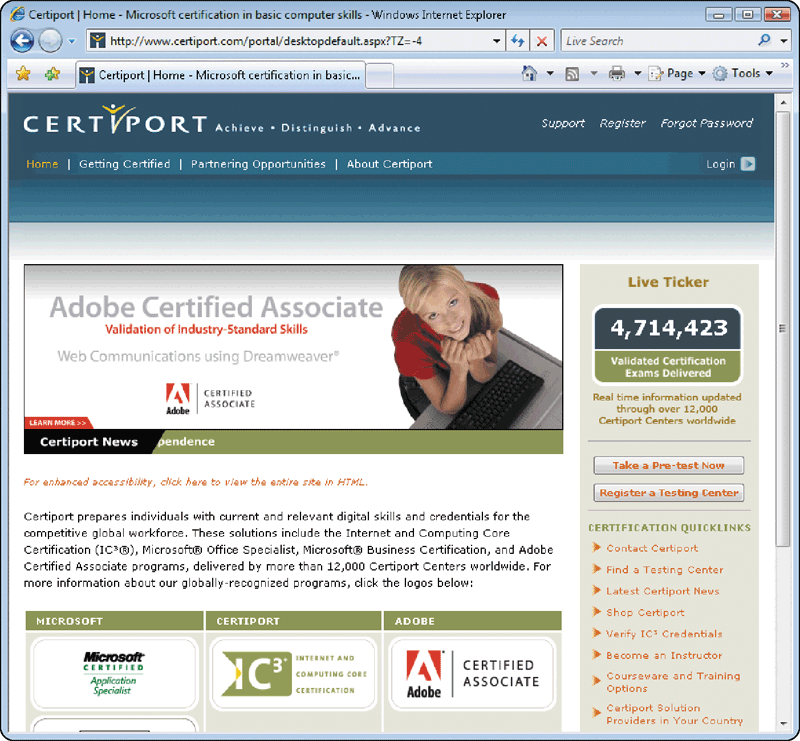 Certiport | Home - Microsoft certification in basic computer skills - Windows Internet Explorer
http://www.certiport.com/portal/desktopdefault.aspx?TZ=-4
Live Search
Certiport | Home - Microsoft certification in basic...
Page
Tools
CERTIPORT Achieve • Distinguish • Advance
Support Register Forgot Password
Home | Getting Certified | Partnering Opportunities | About Certiport
Login
Adobe Certified Associate
Validation of Industry-Standard Skills
Web Communications using Dreamweaver®
Adobe
CERTIFIED
ASSOCIATE
LEARN MORE >>
Certiport News pendence
For enhanced accessibility, click here to view the entire site in HTML.
Certiport prepares individuals with current and relevant digital skills and credentials for the
competitive global workforce. These solutions include the Internet and Computing Core
Certification (IC³®), Microsoft® Office Specialist, Microsoft® Business Certification, and Adobe
Certified Associate programs, delivered by more than 12,000 Certiport Centers worldwide. For
more information about our globally-recognized programs, click the logos below:
MICROSOFT
Microsoft
CERTIFIED
Application
Specialist
CERTIPORT
IC³
INTERNET AND
COMPUTING CORE
CERTIFICATION
ADOBE
Adobe
CERTIFIED
ASSOCIATE
Live Ticker
4,714,423
Validated Certification
Exams Delivered
Real time information updated
through over 12,000
Certiport Centers worldwide
Take a Pre-test Now
Register a Testing Center
CERTIFICATION QUICKLINKS
Contact Certiport
Find a Testing Center
Latest Certiport News
Shop Certiport
Verify IC³ Credentials
Become an Instructor
Courseware and Training
Options
Certiport Solution
Providers in Your Country